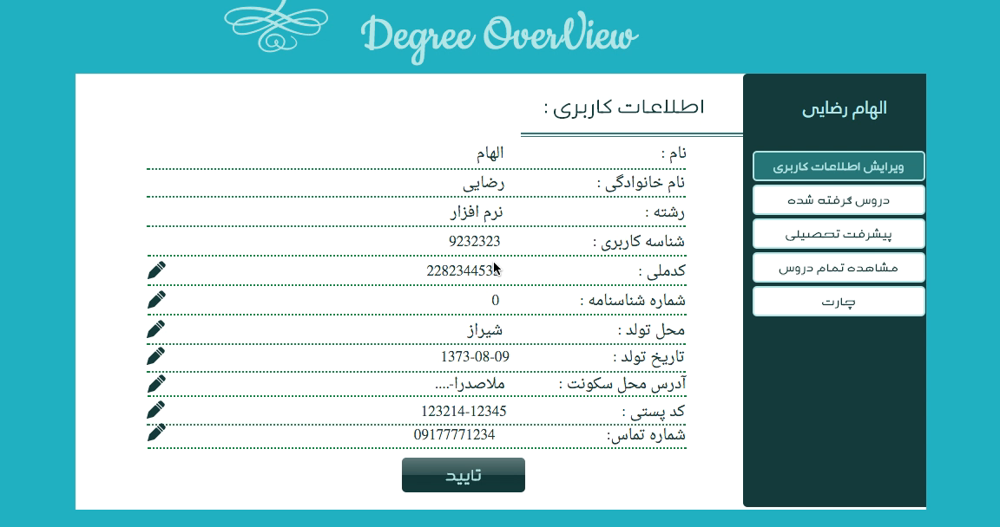 Degree OverView
الهام رضایی
ویرایش اطلاعات کاربری
دروس گرفته شده
پیشرفت تحصیلی
مشاهده تمام دروس
چارت
اطلاعات کاربری :
نام : الهام
نام خانوادگی : رضایی
رشته : نرم افزار
شناسه کاربری : 9232323
کدملی :
شماره شناسنامه : 0
محل تولد : شیراز
تاریخ تولد : 1373-08-09
آدرس محل سکونت : ملاصدرا-....
کد پستی : 123214-12345
شماره تماس: 09177771234
تایید